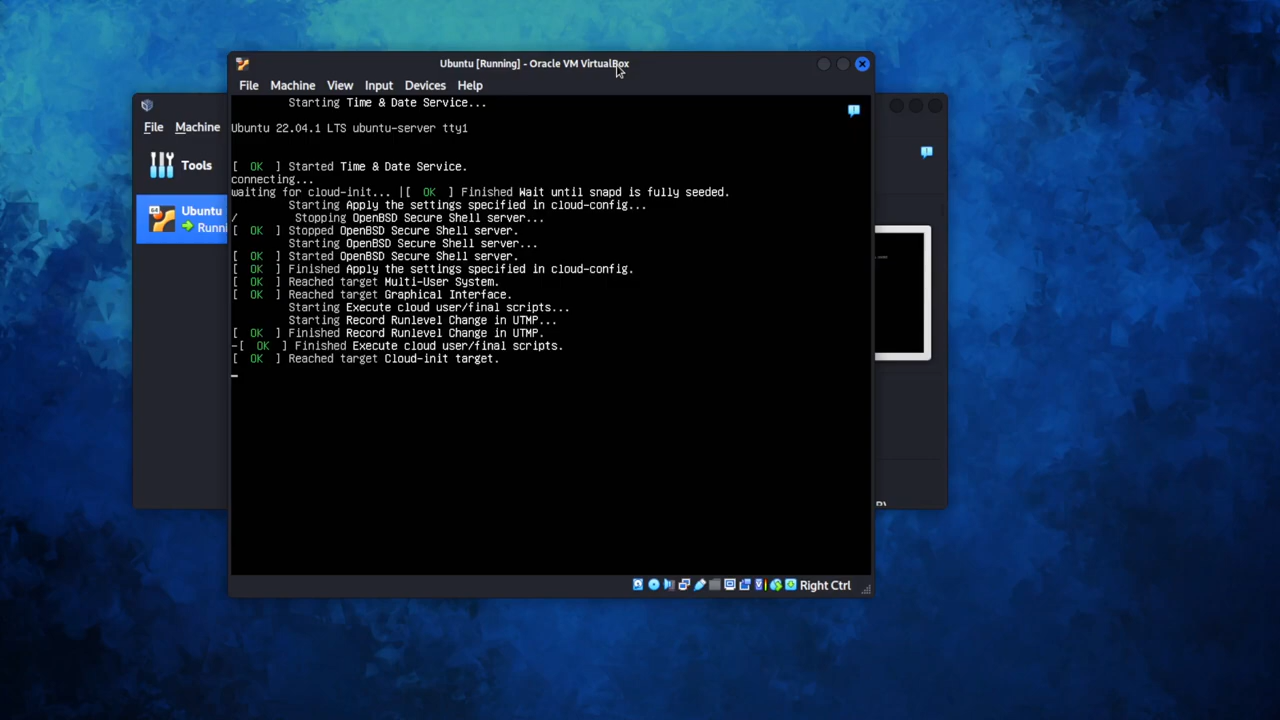 Ubuntu [Running] - Oracle VM VirtualBox
File Machine View Input Devices Help
File Machine
Tools
64
Ubuntu
Runni
Starting Time & Date Service...
Ubuntu 22.04.1 LTS ubuntu-server tty1
[ OK ] Started Time & Date Service.
connecting...
waiting for cloud-init... |[ OK ] Finished Wait until snapd is fully seeded.
Starting Apply the settings specified in cloud-config...
/ Stopping OpenBSD Secure Shell server...
[ OK ] Stopped OpenBSD Secure Shell server.
Starting OpenBSD Secure Shell server...
[ OK ] Started OpenBSD Secure Shell server.
[ OK ] Finished Apply the settings specified in cloud-config.
[ OK ] Reached target Multi-User System.
[ OK ] Reached target Graphical Interface.
Starting Execute cloud user/final scripts...
Starting Record Runlevel Change in UTMP...
[ OK ] Finished Record Runlevel Change in UTMP.
-[ OK ] Finished Execute cloud user/final scripts.
[ OK ] Reached target Cloud-init target.
_
Right Ctrl